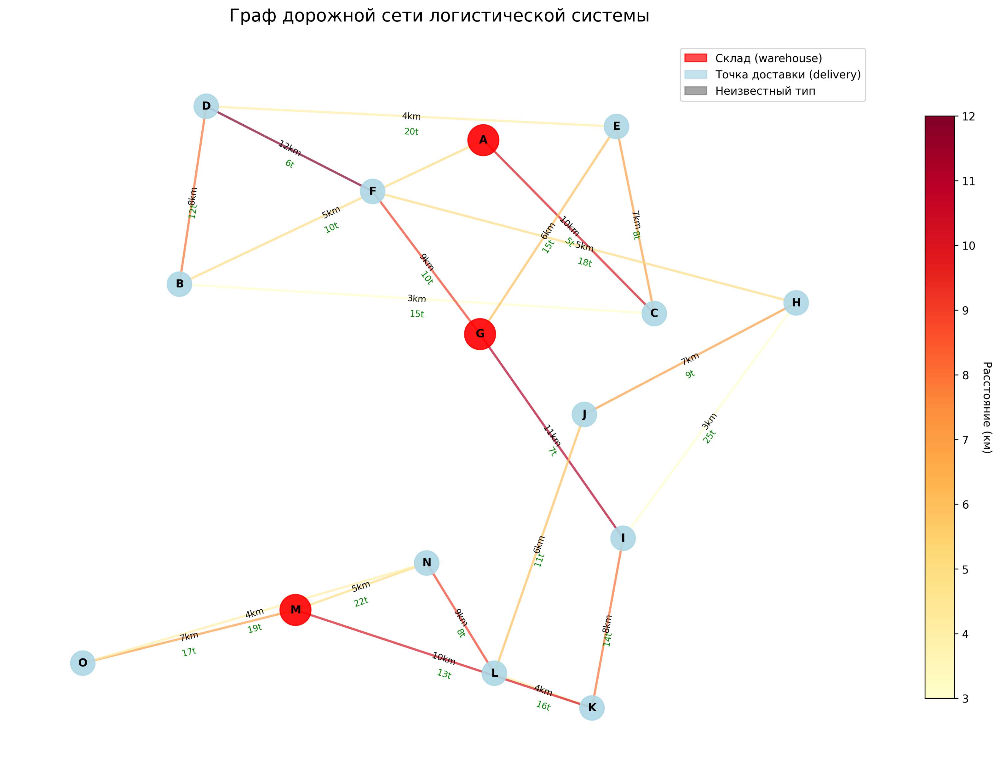 Граф дорожной сети логистической системы
Склад (warehouse)
Точка доставки (delivery)
Неизвестный тип
D
4km
20t
E
A
12km
6t
F
8km
12t
5km
10t
10km
5t
6km
15t
7km
8t
5km
18t
9km
10t
B
3km
15t
C
H
G
7km
9t
J
3km
25t
11km
7t
I
6km
11t
N
5km
22t
M
4km
19t
7km
17t
O
9km
8t
8km
14t
10km
13t
L
4km
16t
K
12
11
10
9
8
7
6
5
4
3
Расстояние (км)